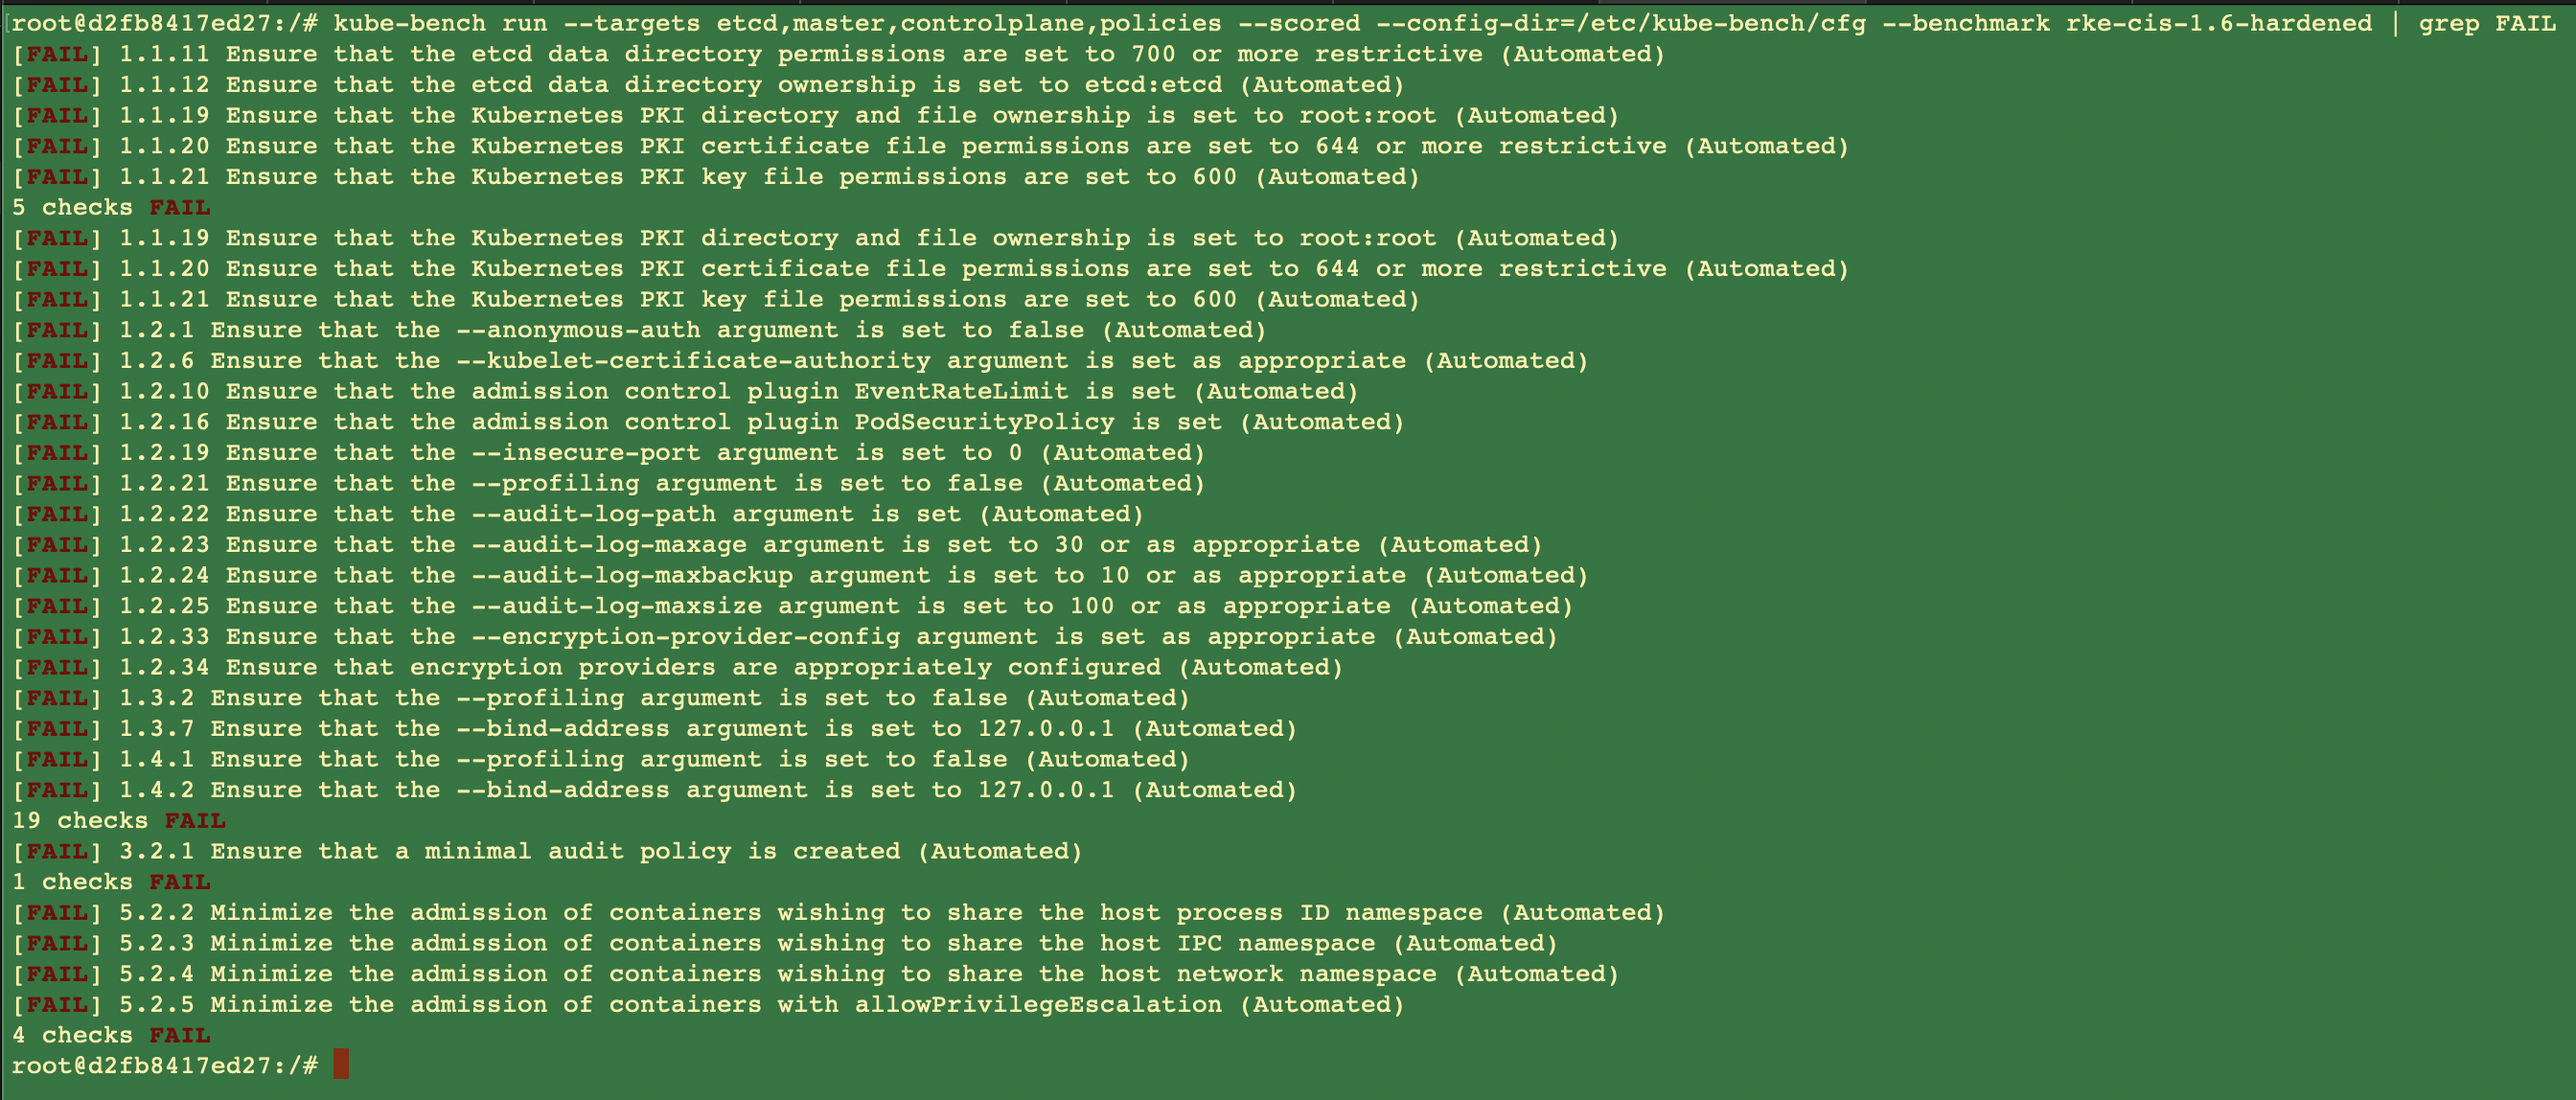 root@d2fb8417ed27:/# kube-bench run --targets etcd,master,controlplane,policies --scored --config-dir=/etc/kube-bench/cfg --benchmark rke-cis-1.6-hardened | grep FAIL
[FAIL] 1.1.11 Ensure that the etcd data directory permissions are set to 700 or more restrictive (Automated)
[FAIL] 1.1.12 Ensure that the etcd data directory ownership is set to etcd:etcd (Automated)
[FAIL] 1.1.19 Ensure that the Kubernetes PKI directory and file ownership is set to root:root (Automated)
[FAIL] 1.1.20 Ensure that the Kubernetes PKI certificate file permissions are set to 644 or more restrictive (Automated)
[FAIL] 1.1.21 Ensure that the Kubernetes PKI key file permissions are set to 600 (Automated)
5 checks FAIL
[FAIL] 1.1.19 Ensure that the Kubernetes PKI directory and file ownership is set to root:root (Automated)
[FAIL] 1.1.20 Ensure that the Kubernetes PKI certificate file permissions are set to 644 or more restrictive (Automated)
[FAIL] 1.1.21 Ensure that the Kubernetes PKI key file permissions are set to 600 (Automated)
[FAIL] 1.2.1 Ensure that the --anonymous-auth argument is set to false (Automated)
[FAIL] 1.2.6 Ensure that the --kubelet-certificate-authority argument is set as appropriate (Automated)
[FAIL] 1.2.10 Ensure that the admission control plugin EventRateLimit is set (Automated)
[FAIL] 1.2.16 Ensure that the admission control plugin PodSecurityPolicy is set (Automated)
[FAIL] 1.2.19 Ensure that the --insecure-port argument is set to 0 (Automated)
[FAIL] 1.2.21 Ensure that the --profiling argument is set to false (Automated)
[FAIL] 1.2.22 Ensure that the --audit-log-path argument is set (Automated)
[FAIL] 1.2.23 Ensure that the --audit-log-maxage argument is set to 30 or as appropriate (Automated)
[FAIL] 1.2.24 Ensure that the --audit-log-maxbackup argument is set to 10 or as appropriate (Automated)
[FAIL] 1.2.25 Ensure that the --audit-log-maxsize argument is set to 100 or as appropriate (Automated)
[FAIL] 1.2.33 Ensure that the --encryption-provider-config argument is set as appropriate (Automated)
[FAIL] 1.2.34 Ensure that encryption providers are appropriately configured (Automated)
[FAIL] 1.3.2 Ensure that the --profiling argument is set to false (Automated)
[FAIL] 1.3.7 Ensure that the --bind-address argument is set to 127.0.0.1 (Automated)
[FAIL] 1.4.1 Ensure that the --profiling argument is set to false (Automated)
[FAIL] 1.4.2 Ensure that the --bind-address argument is set to 127.0.0.1 (Automated)
19 checks FAIL
[FAIL] 3.2.1 Ensure that a minimal audit policy is created (Automated)
1 checks FAIL
[FAIL] 5.2.2 Minimize the admission of containers wishing to share the host process ID namespace (Automated)
[FAIL] 5.2.3 Minimize the admission of containers wishing to share the host IPC namespace (Automated)
[FAIL] 5.2.4 Minimize the admission of containers wishing to share the host network namespace (Automated)
[FAIL] 5.2.5 Minimize the admission of containers with allowPrivilegeEscalation (Automated)
4 checks FAIL
root@d2fb8417ed27:/#